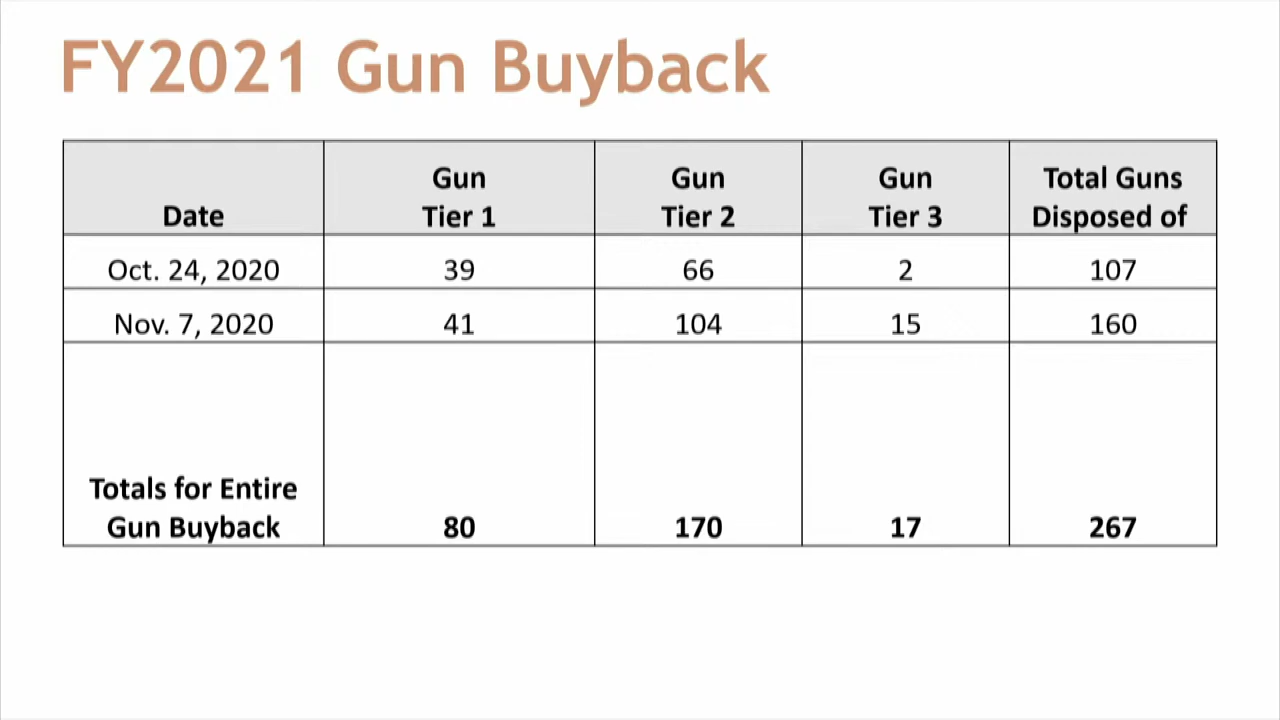 FY2021 Gun Buyback
Date
Gun
Tier 1
Gun
Tier 2
Gun
Tier 3
Total Guns
Disposed of
Oct. 24, 2020 39 66 2 107
Nov. 7, 2020 41 104 15 160
Totals for Entire
Gun Buyback 80 170 17 267